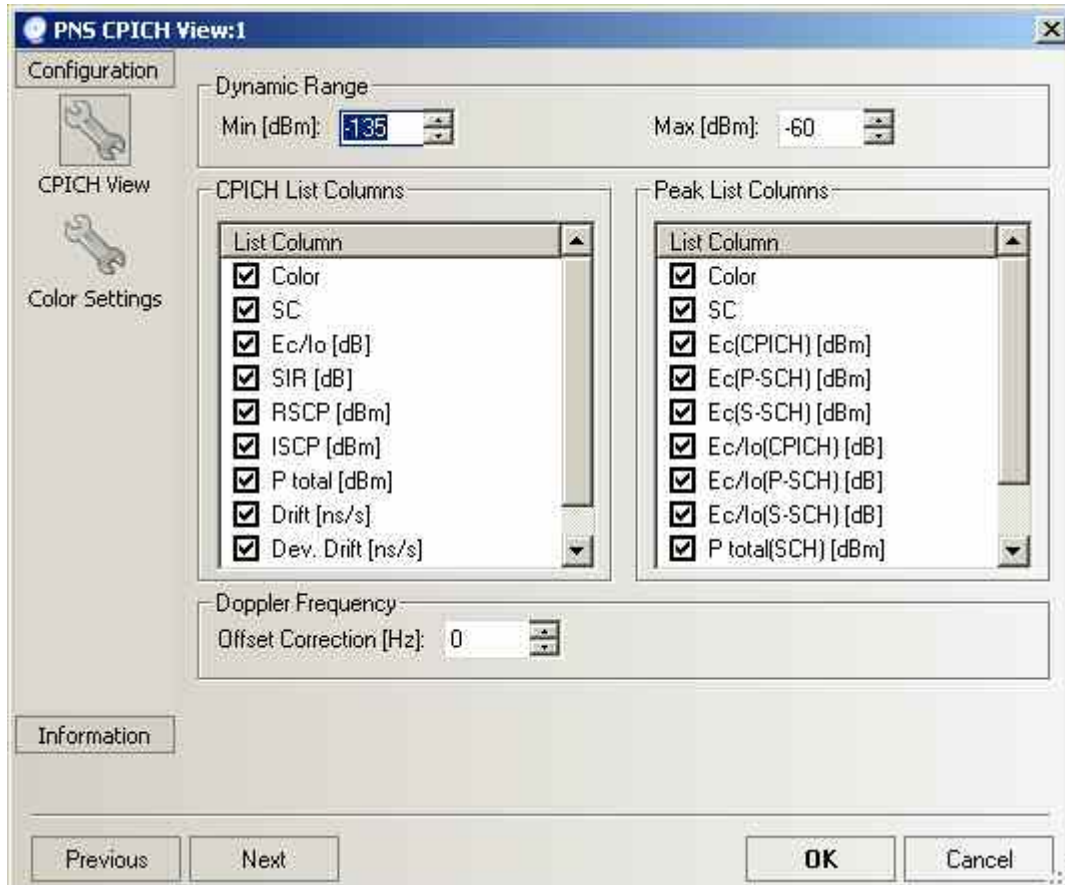 PNS CPICH View:1
Configuration
CPICH View
Color Settings
Information
Dynamic Range
Min [dBm]: -135 Max [dBm]: -60
CPICH List Columns
List Column
Color
SC
Ec/Io [dB]
SIR [dB]
RSCP [dBm]
ISCP [dBm]
P total [dBm]
Drift [ns/s]
Dev. Drift [ns/s]
Peak List Columns
List Column
Color
SC
Ec(CPICH) [dBm]
Ec(P-SCH) [dBm]
Ec(S-SCH) [dBm]
Ec/Io(CPICH) [dB]
Ec/Io(P-SCH) [dB]
Ec/Io(S-SCH) [dB]
P total(SCH) [dBm]
Doppler Frequency
Offset Correction [Hz]: 0
Previous
Next
OK
Cancel